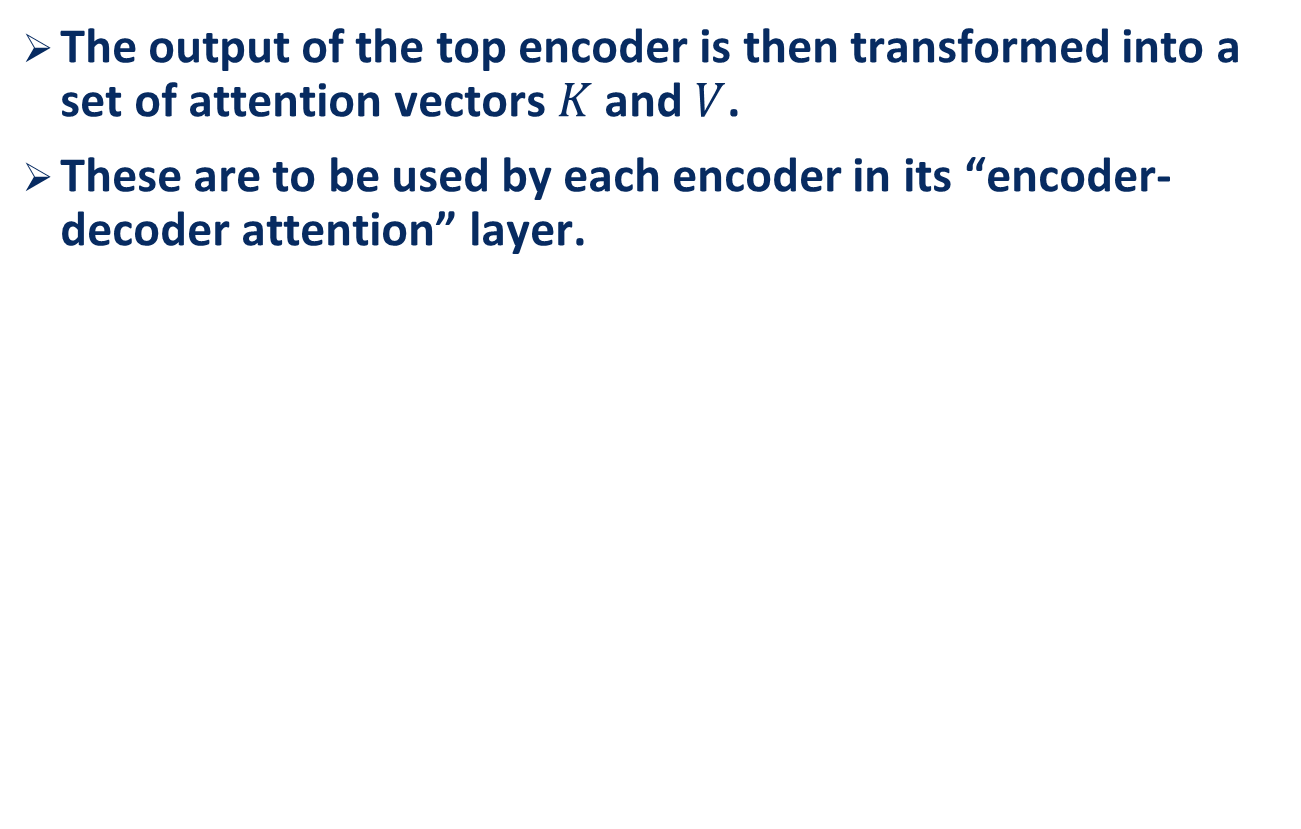 ➢ The output of the top encoder is then transformed into a
set of attention vectors K and V.
➢ These are to be used by each encoder in its “encoder-
decoder attention” layer.